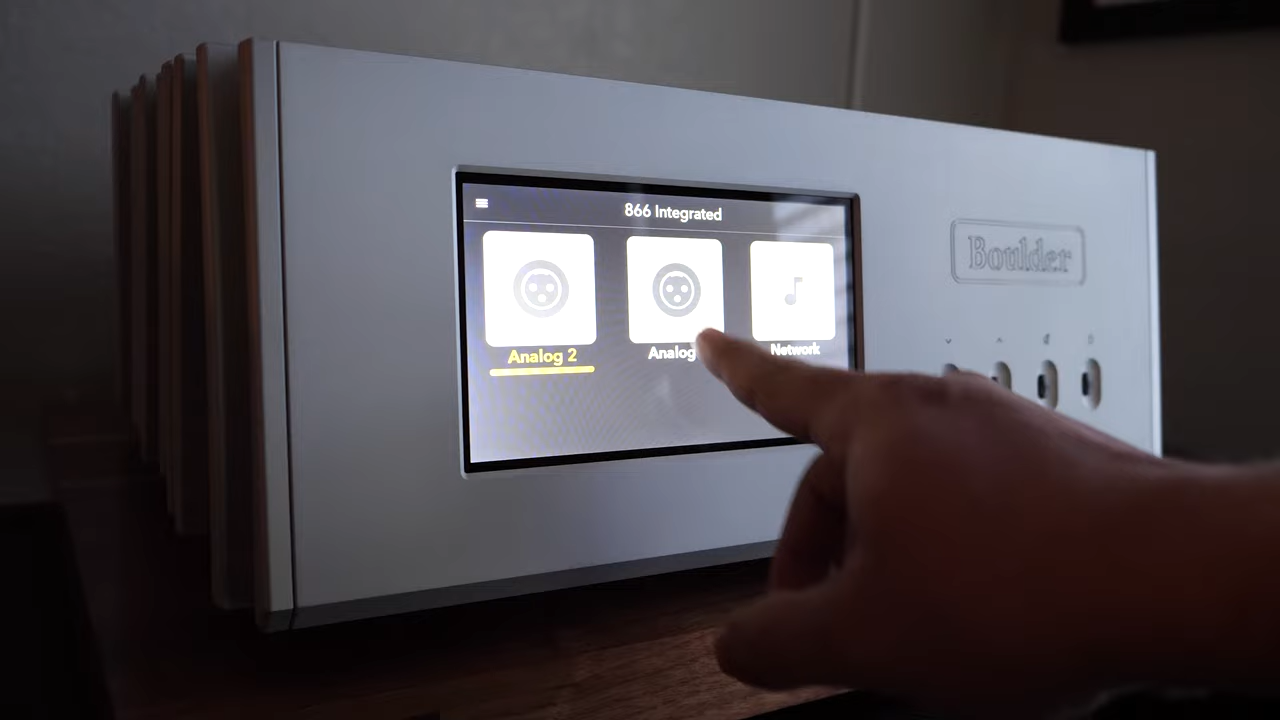 866 Integrated
Analog 2
Analog
Network
Boulder